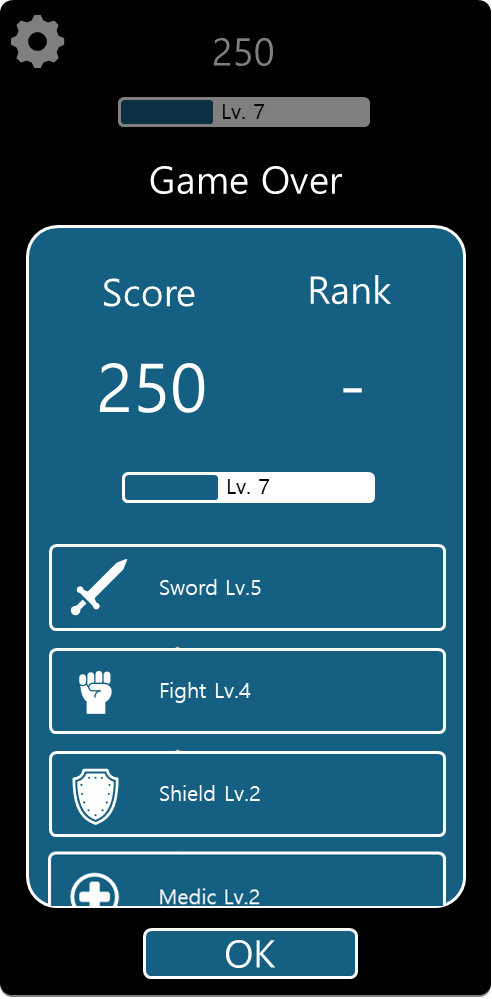 250
Lv. 7
Game Over
Score Rank
250 -
Lv. 7
Sword Lv.5
Fight Lv.4
Shield Lv.2
Medic Lv.2
OK